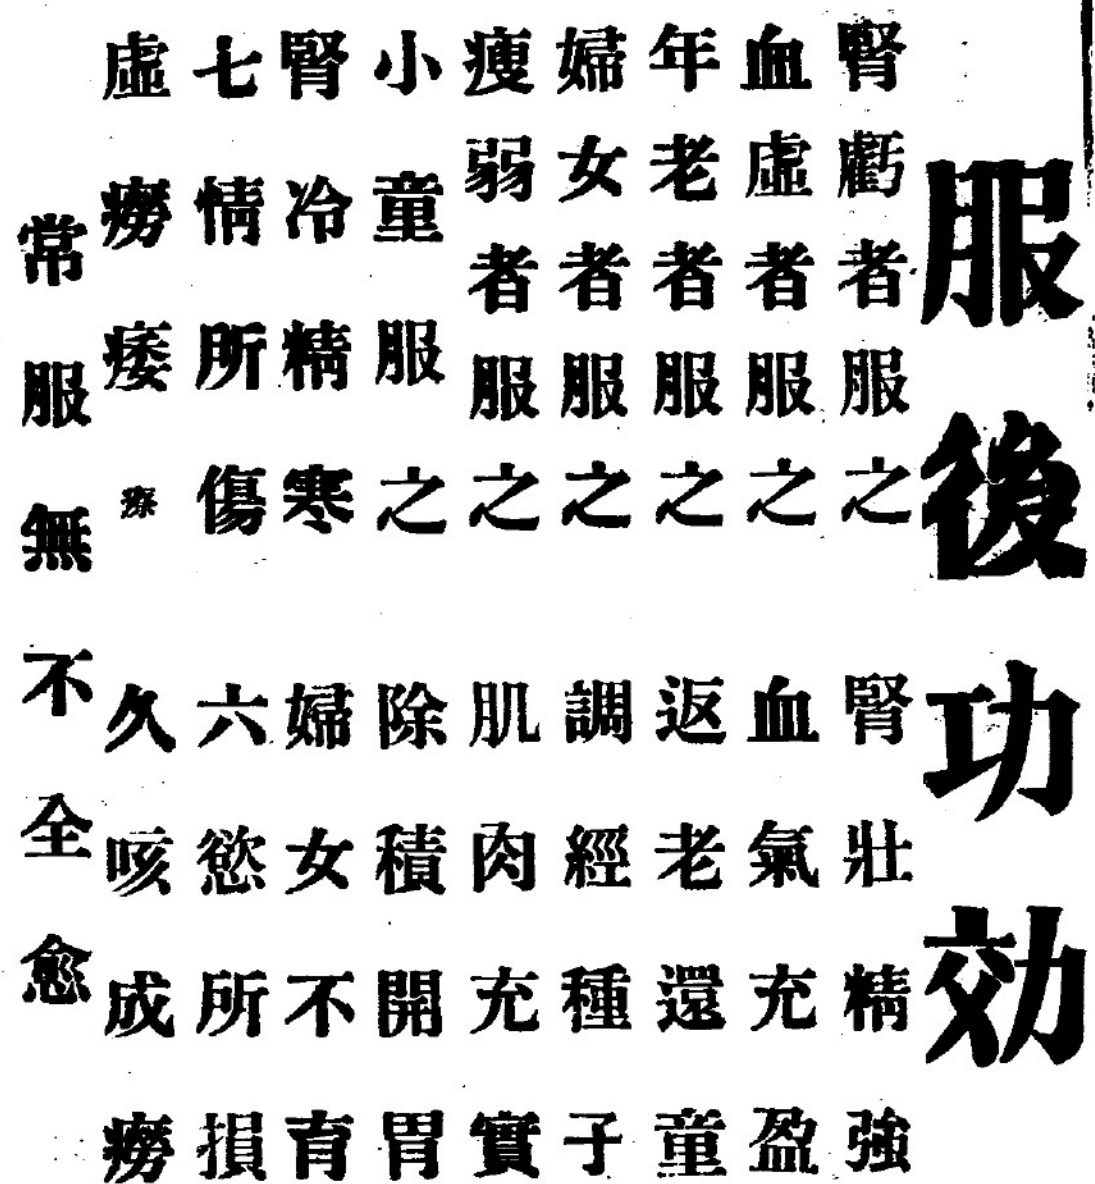 服後功効
腎虧者服之 腎壯精強
血虛者服之 血氣充盈
年老者服之 返老還童
婦女者服之 調經種子
瘦弱者服之 肌肉充實
小童服之 除積開胃
腎冷精寒 婦女不育
七情所傷 六慾所損
虛癆痿瘵 久咳成癆
常服無不全愈